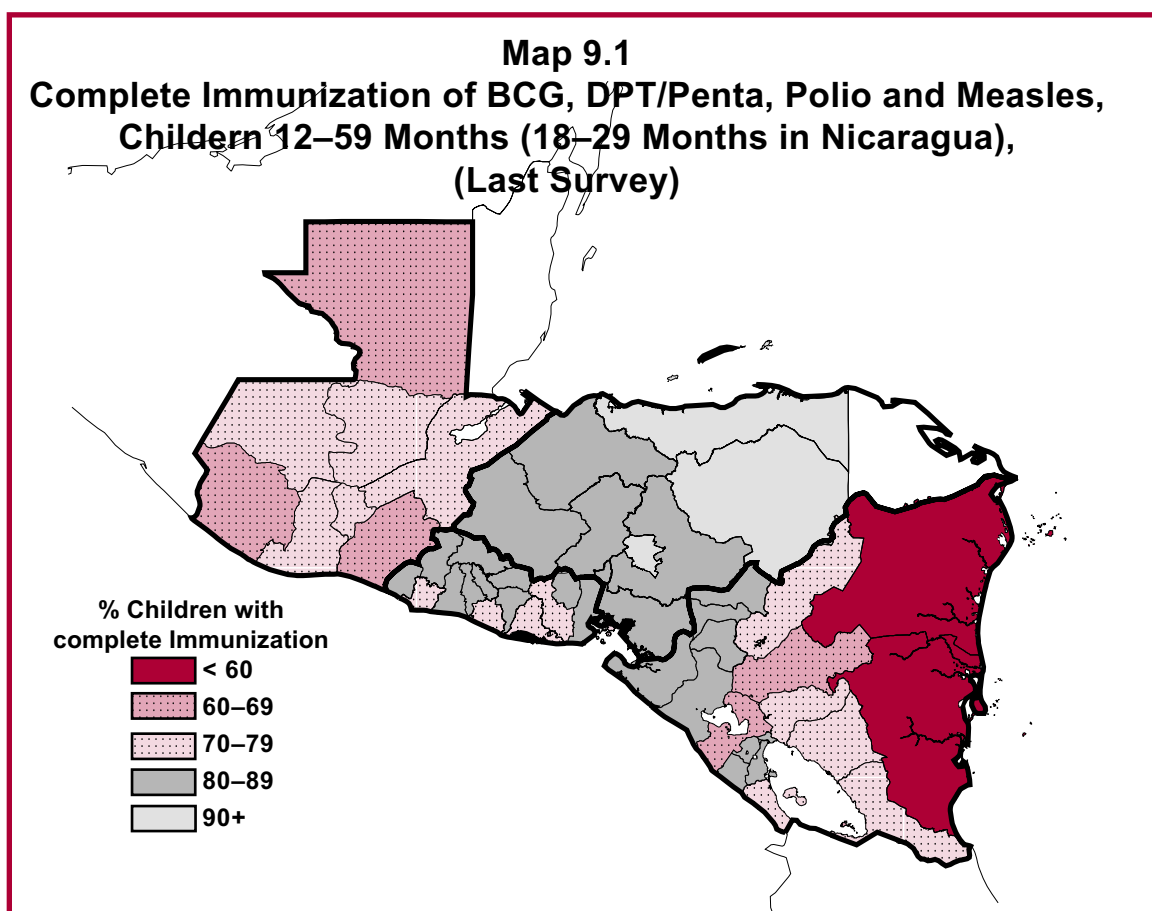 Map 9.1
Complete Immunization of BCG, DPT/Penta, Polio and Measles,
Childern 12–59 Months (18–29 Months in Nicaragua),
(Last Survey)
% Children with
complete Immunization
< 60
60–69
70–79
80–89
90+